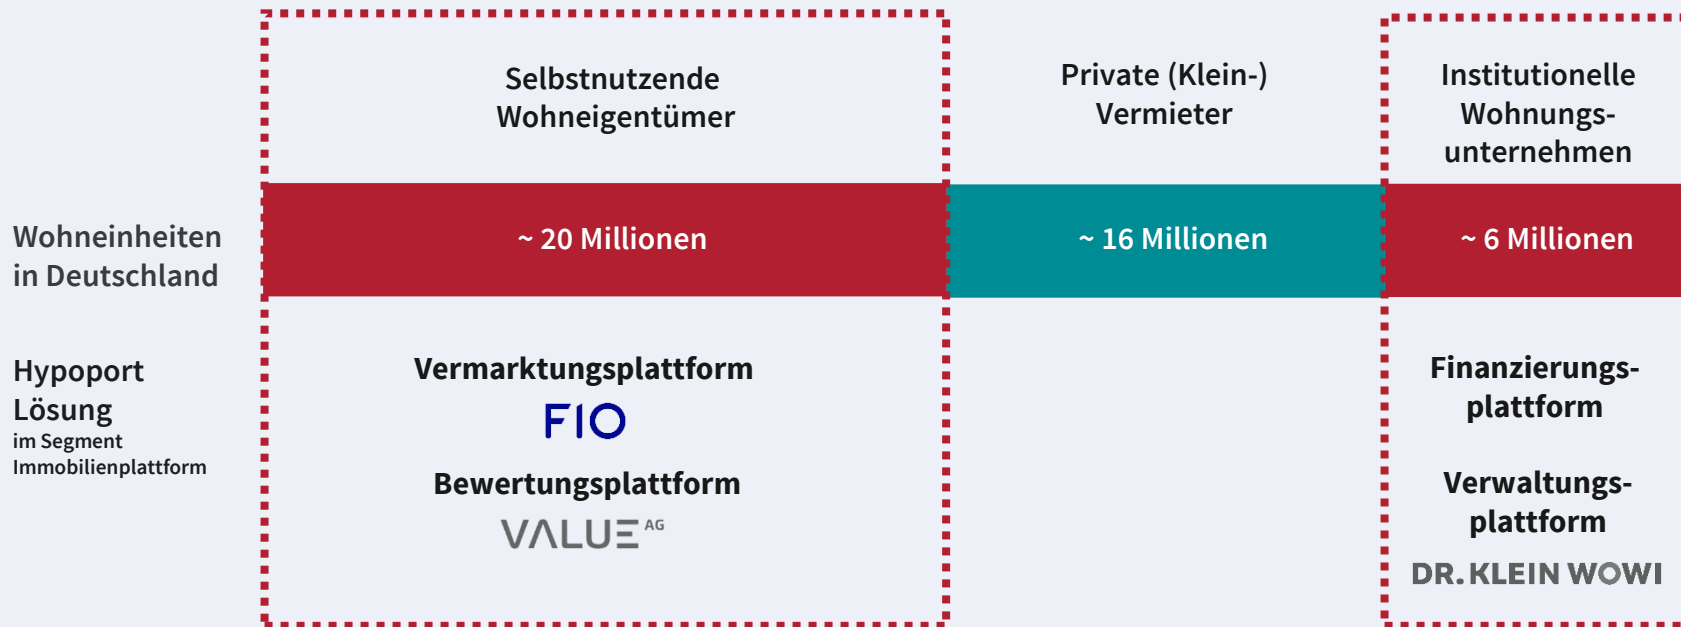 Selbstnutzende
Wohneigentümer
Private (Klein-)
Vermieter
Institutionelle
Wohnungs-
unternehmen
Wohneinheiten
in Deutschland
~ 20 Millionen
~ 16 Millionen
~ 6 Millionen
Hypoport
Lösung
im Segment
Immobilienplattform
Vermarktungsplattform
FIO
Bewertungsplattform
VALUE AG
Finanzierungs-
plattform
Verwaltungs-
plattform
DR. KLEIN WOWI